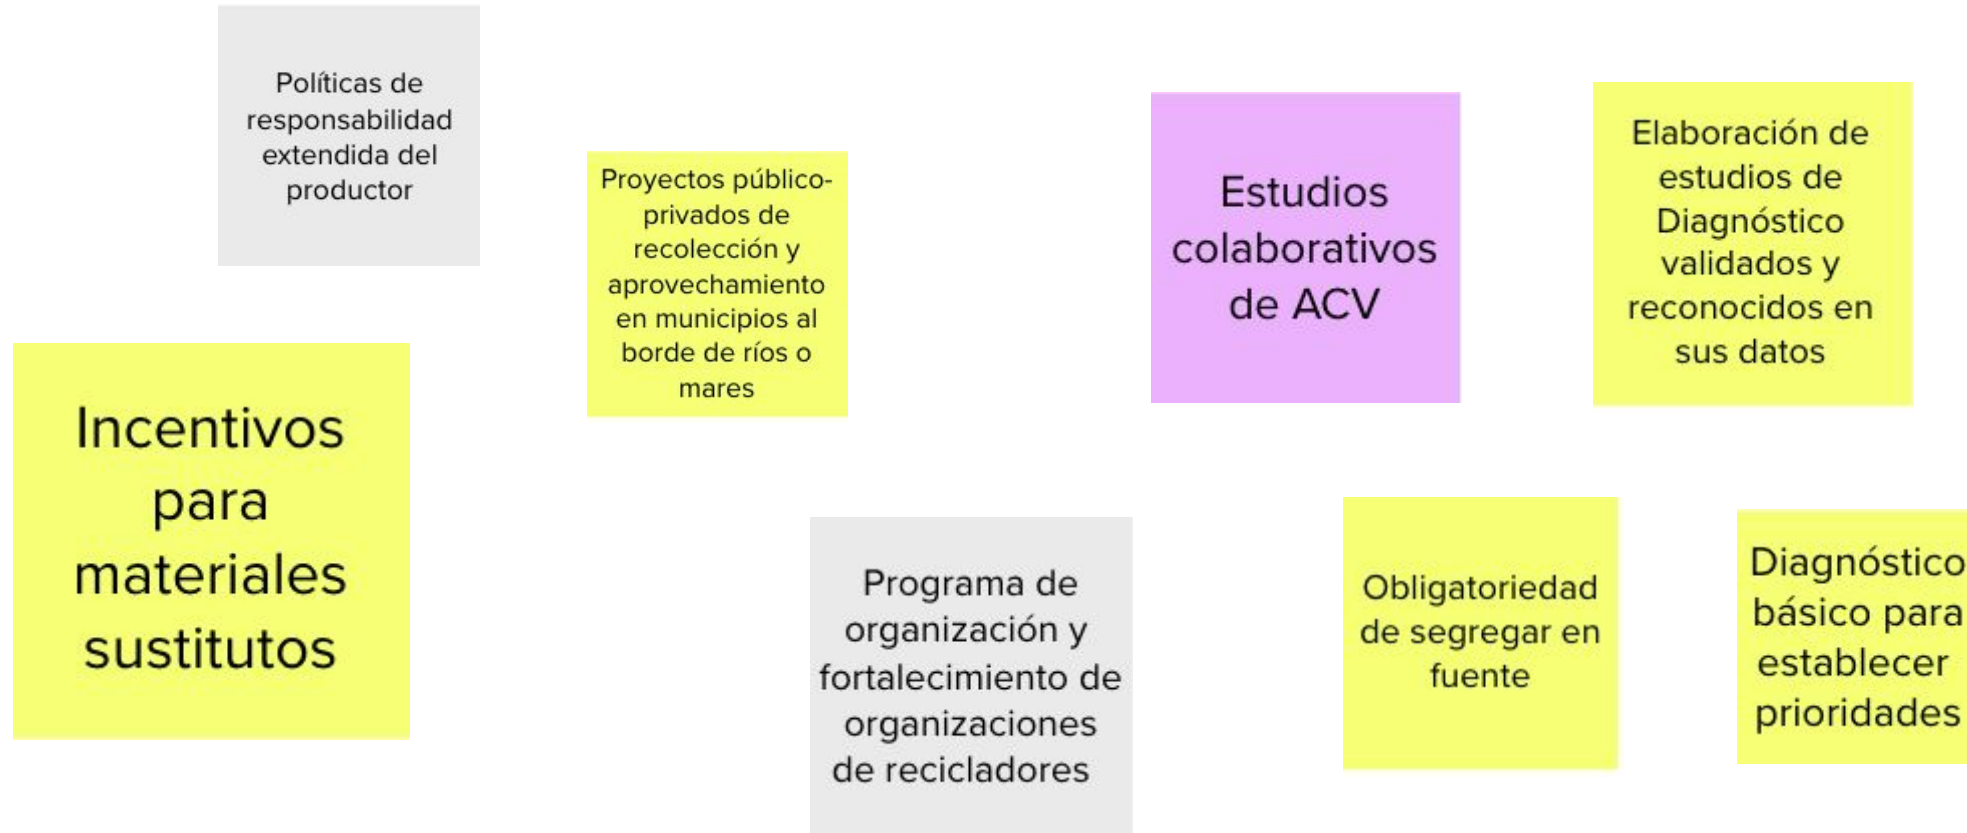 Políticas de
responsabilidad
extendida del
productor
Proyectos público-
privados de
recolección y
aprovechamiento
en municipios al
borde de ríos o
mares
Estudios
colaborativos
de ACV
Elaboración de
estudios de
Diagnóstico
validados y
reconocidos en
sus datos
Incentivos
para
materiales
sustitutos
Programa de
organización y
fortalecimiento de
organizaciones
de recicladores
Obligatoriedad
de segregar en
fuente
Diagnóstico
básico para
establecer
prioridades